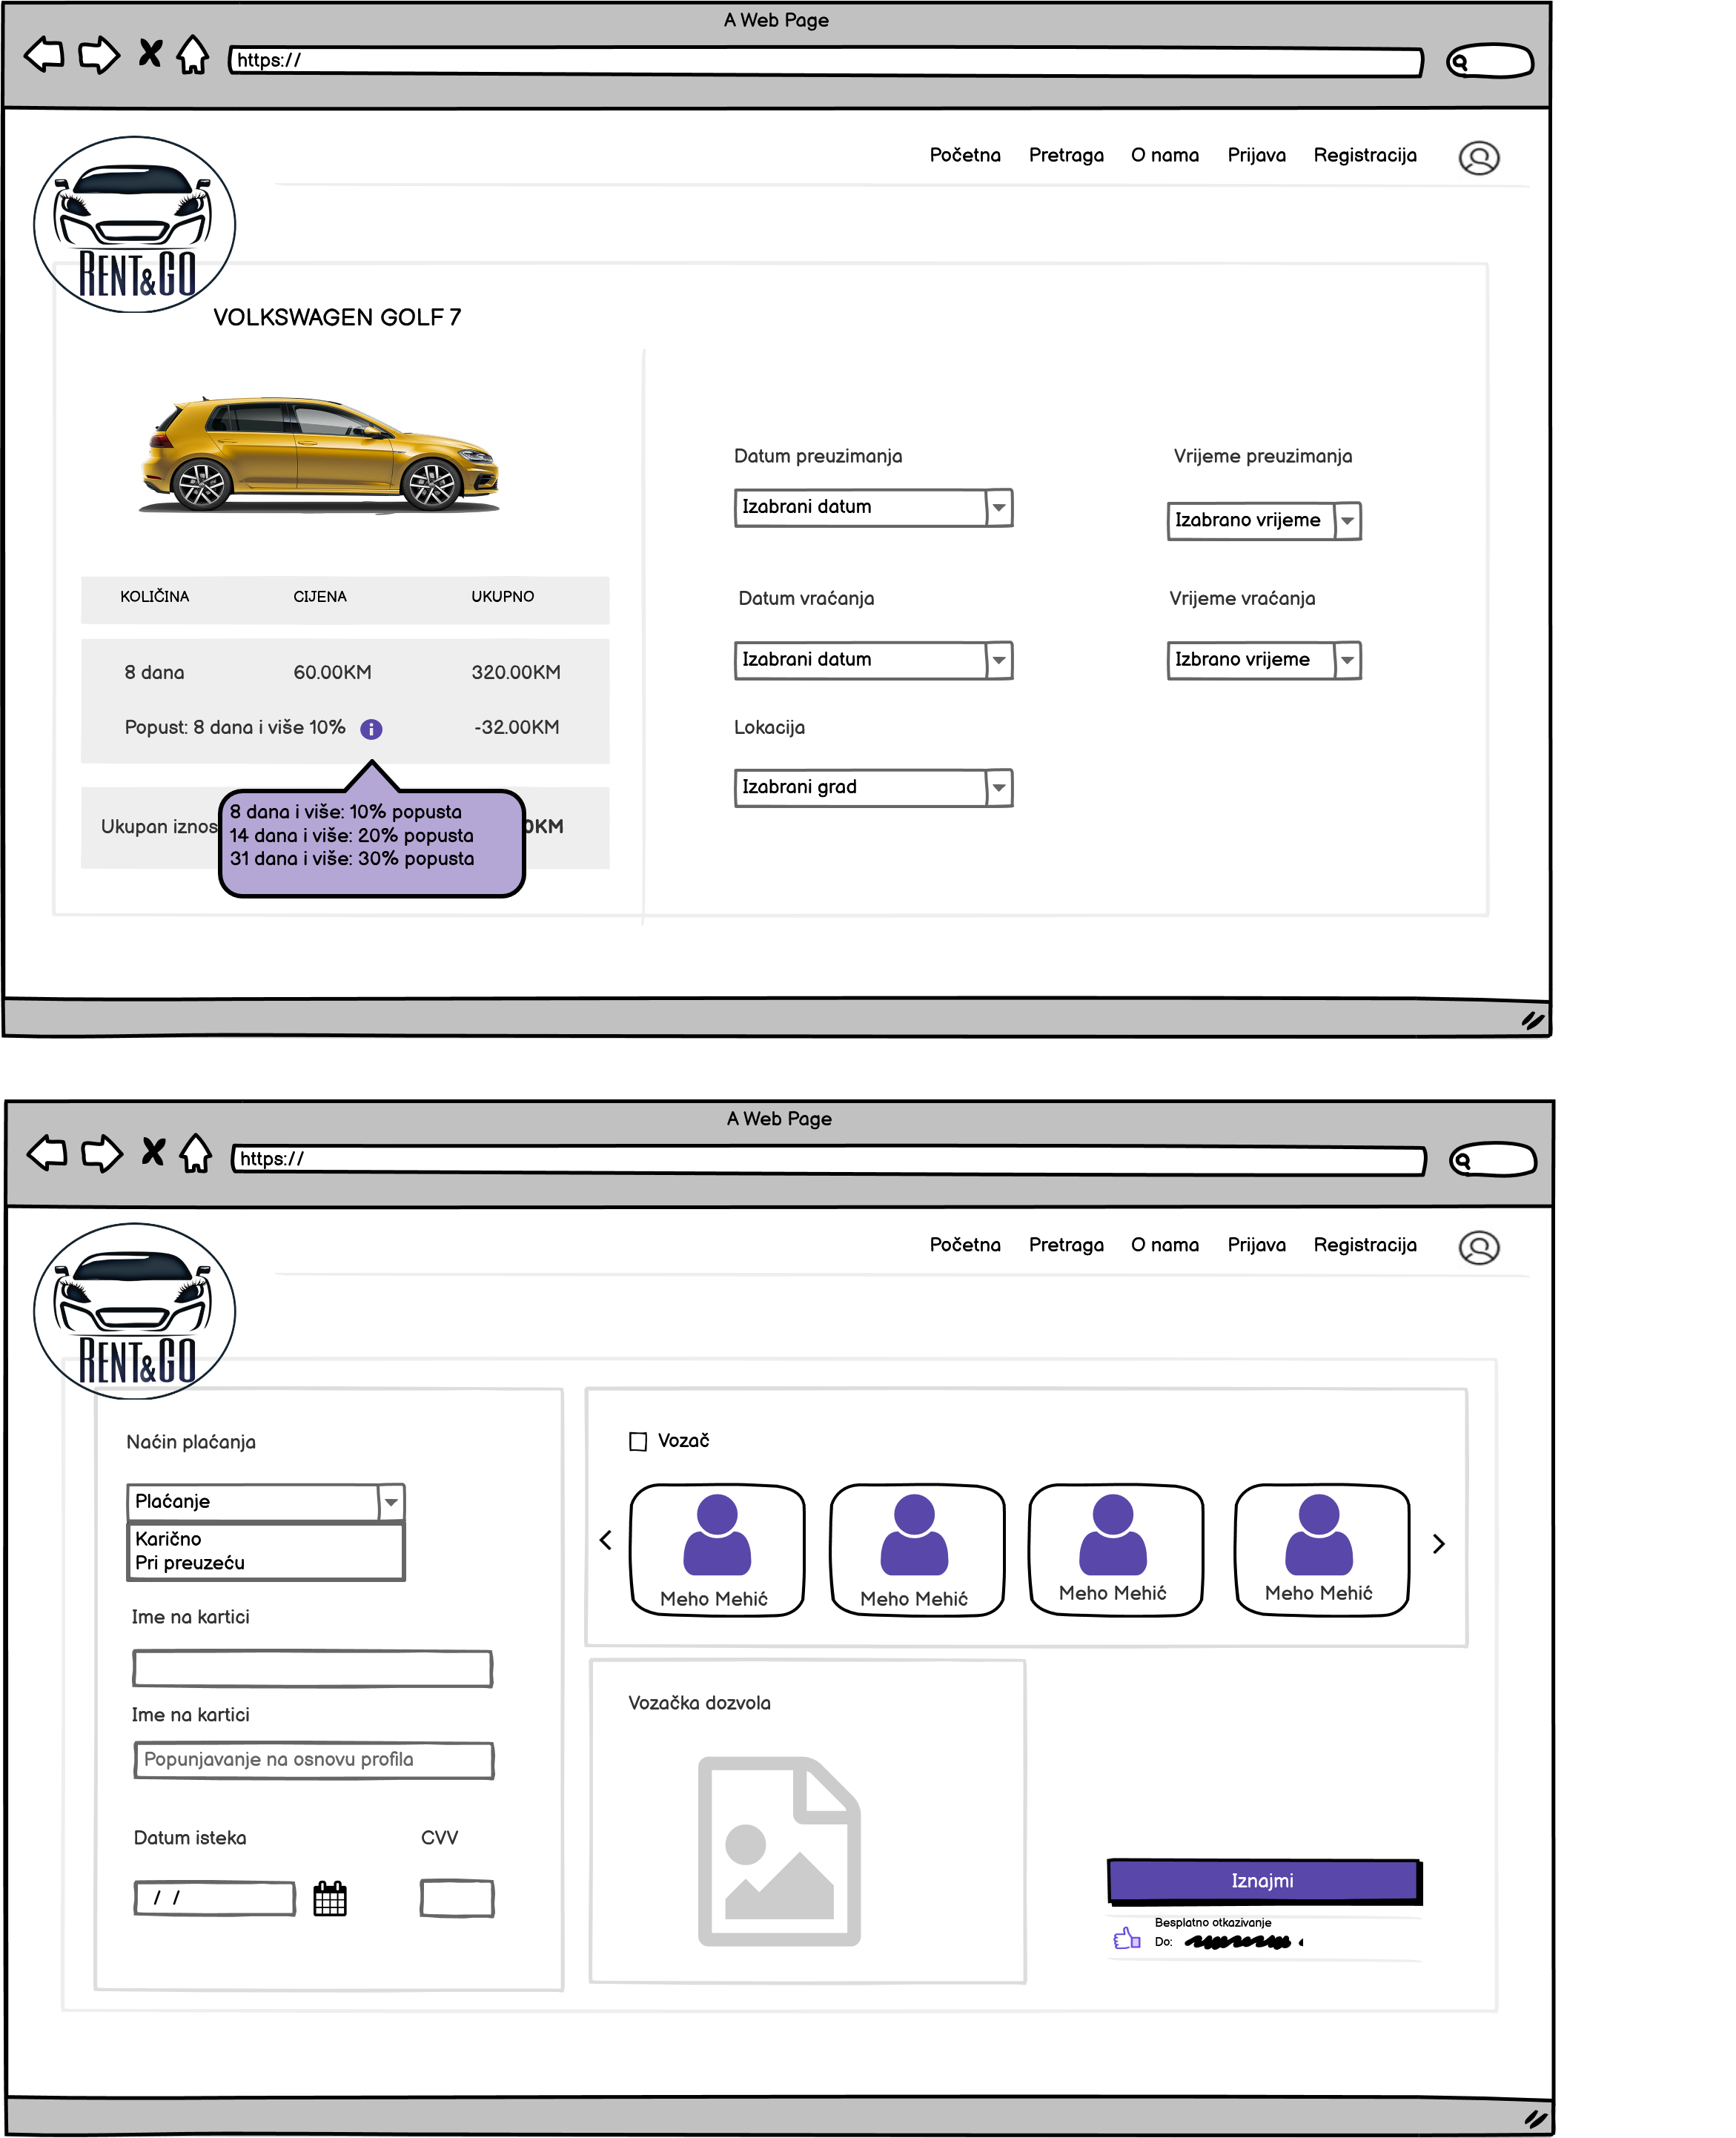 A Web Page
https://
Početna Pretraga O nama Prijava Registracija
RENT&GO
VOLKSWAGEN GOLF 7
Datum preuzimanja Vrijeme preuzimanja
Izabrani datum Izabrano vrijeme
KOLIČINA CIJENA UKUPNO
Datum vraćanja Vrijeme vraćanja
8 dana 60.00KM 320.00KM
Izabrani datum Izbrano vrijeme
Popust: 8 dana i više 10% -32.00KM
Lokacija
Izabrani grad
Ukupan iznos 0KM
8 dana i više: 10% popusta
14 dana i više: 20% popusta
31 dana i više: 30% popusta
A Web Page
https://
Početna Pretraga O nama Prijava Registracija
RENT&GO
Naćin plaćanja
Plaćanje
Karično
Pri preuzeću
Ime na kartici
Ime na kartici
Popunjavanje na osnovu profila
Datum isteka CVV
/ /
Vozač
Meho Mehić Meho Mehić Meho Mehić Meho Mehić
Vozačka dozvola
Iznajmi
Besplatno otkazivanje
Do: